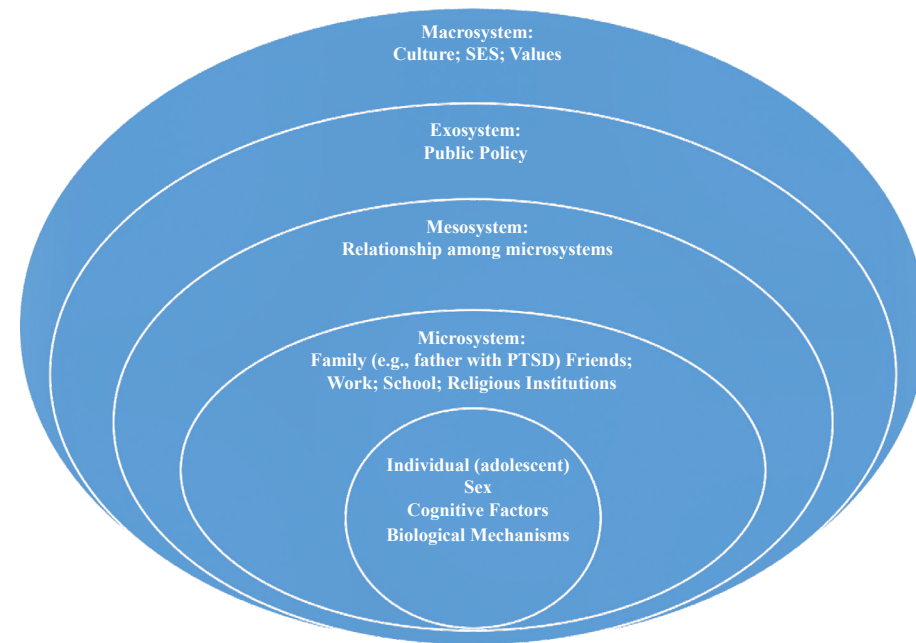 Macrosystem:
Culture; SES; Values
Exosystem:
Public Policy
Mesosystem:
Relationship among microsystems
Microsystem:
Family (e.g., father with PTSD) Friends;
Work; School; Religious Institutions
Individual (adolescent)
Sex
Cognitive Factors
Biological Mechanisms